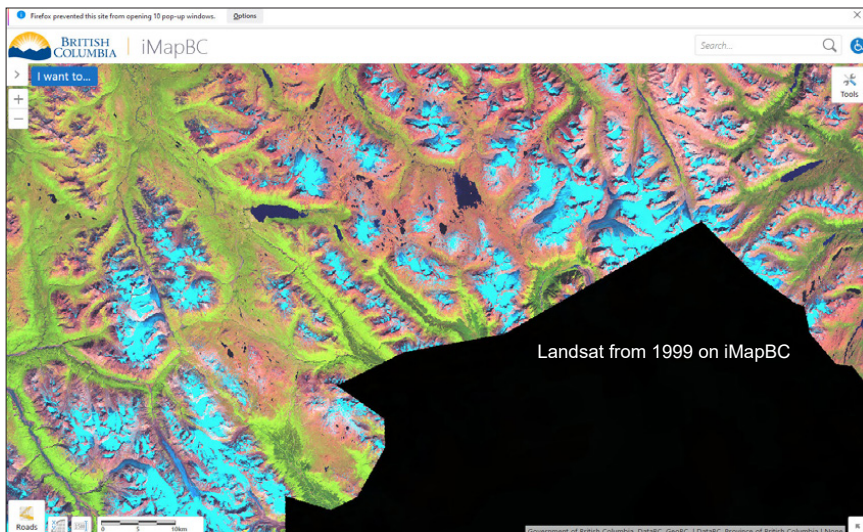 Firefox prevented this site from opening 10 pop-up windows. Options
BRITISH COLUMBIA
iMapBC
Search...
I want to...
Tools
Landsat from 1999 on iMapBC
Roads
0 5 10km
Government of British Columbia, DataBC, GeoBC | DataBC, Province of British Columbia | None